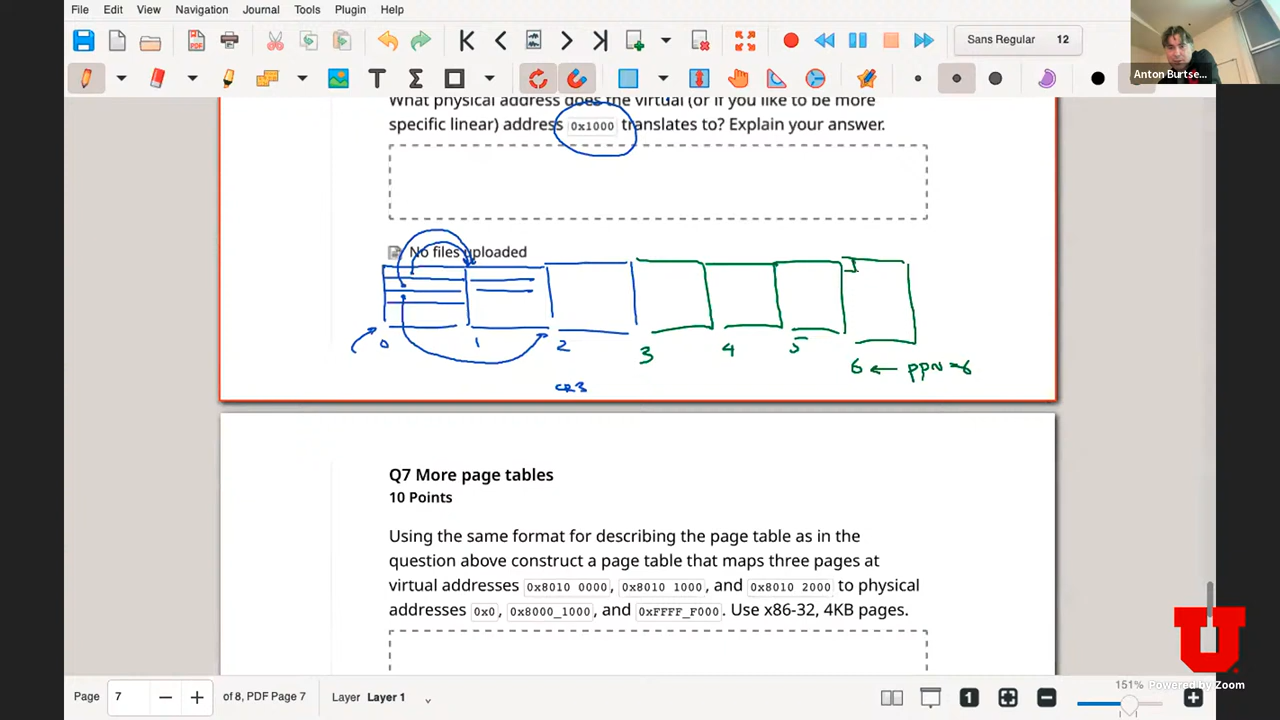 File Edit View Navigation Journal Tools Plugin Help
Sans Regular 12
Anton Burtse...
What physical address does the virtual (or if you like to be more
specific linear) address 0x1000 translates to? Explain your answer.
No files uploaded
0 1 2 3 4 5 6 ← PPN = 6
CR3
Q7 More page tables
10 Points
Using the same format for describing the page table as in the
question above construct a page table that maps three pages at
virtual addresses 0x8010 0000, 0x8010 1000, and 0x8010 2000 to physical
addresses 0x0, 0x8000_1000, and 0xFFFF_F000. Use x86-32, 4KB pages.
U
Powered by Zoom
Page 7 of 8, PDF Page 7 Layer Layer 1 1 151%